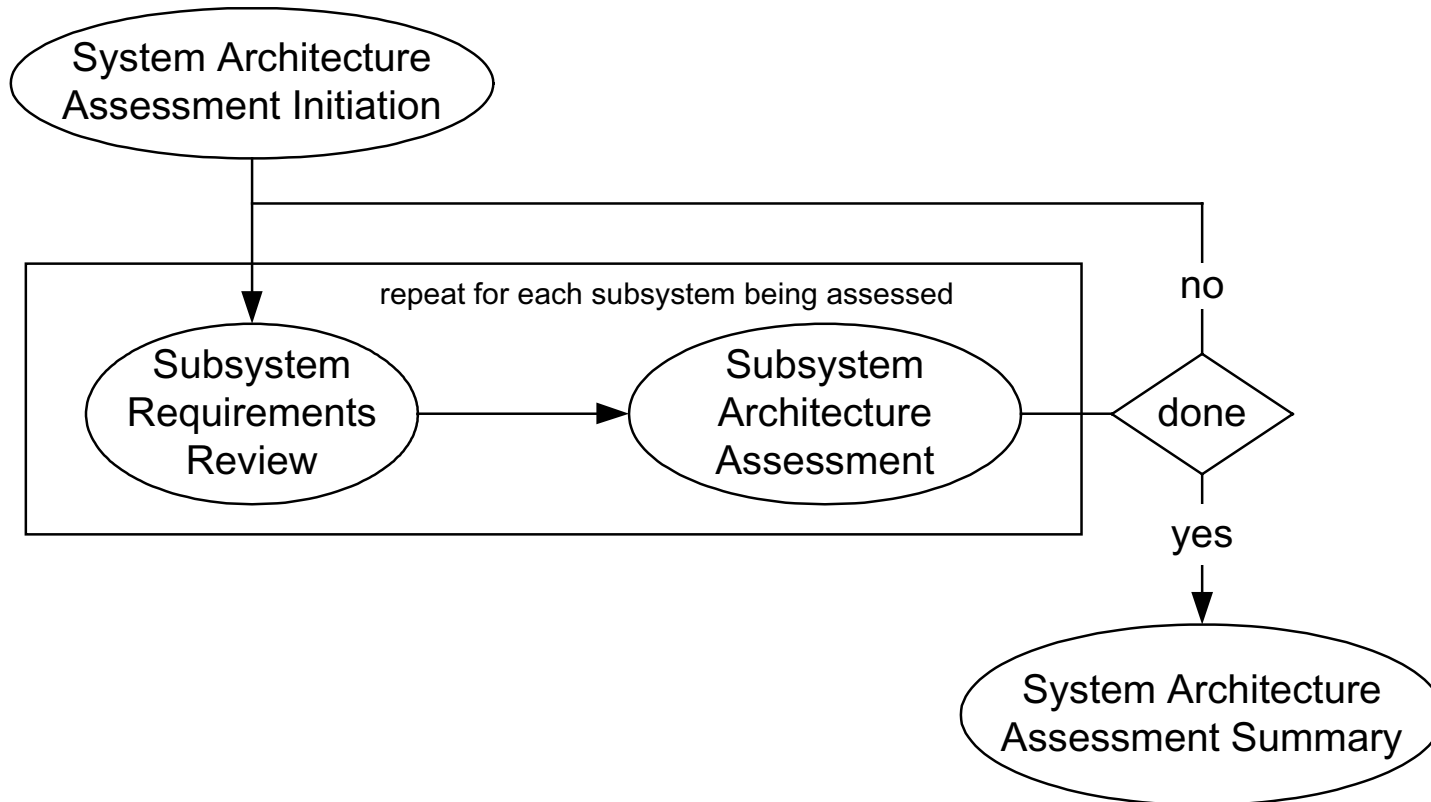 System Architecture
Assessment Initiation
repeat for each subsystem being assessed
no
Subsystem
Requirements
Review
Subsystem
Architecture
Assessment
done
yes
System Architecture
Assessment Summary